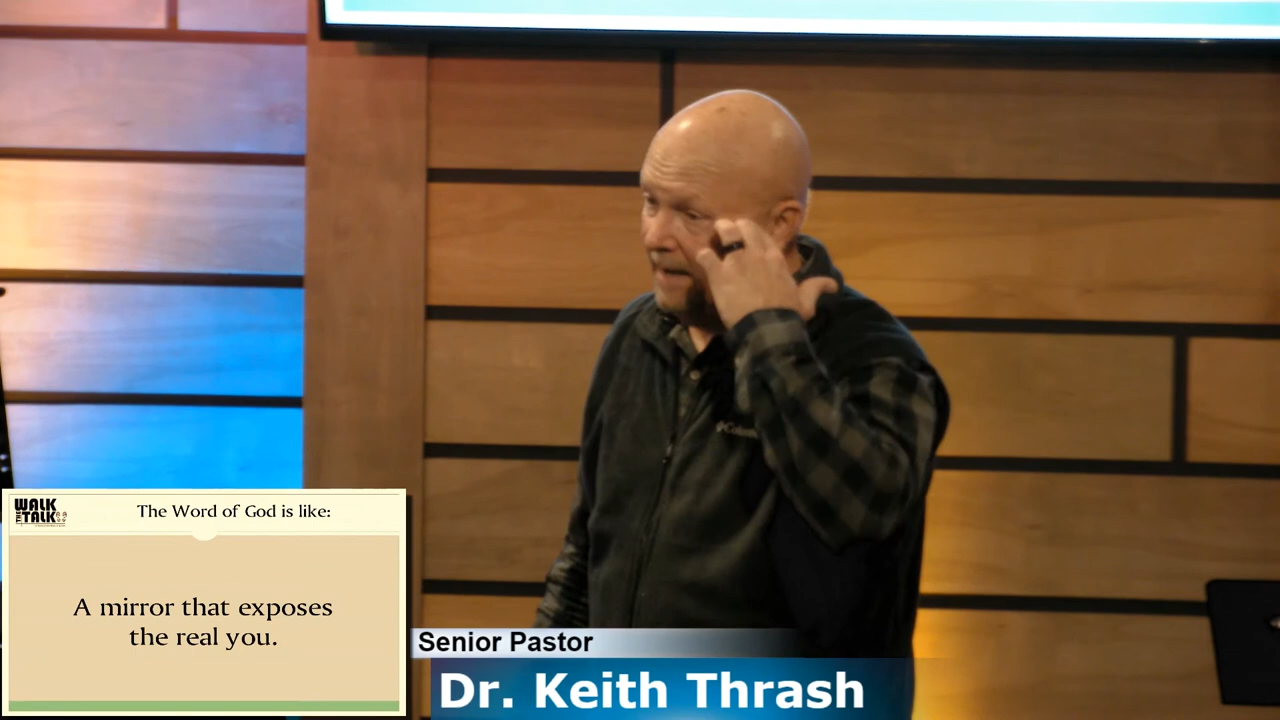 WALK
THE
TALK
The Word of God is like:
A mirror that exposes
the real you.
Senior Pastor
Dr. Keith Thrash